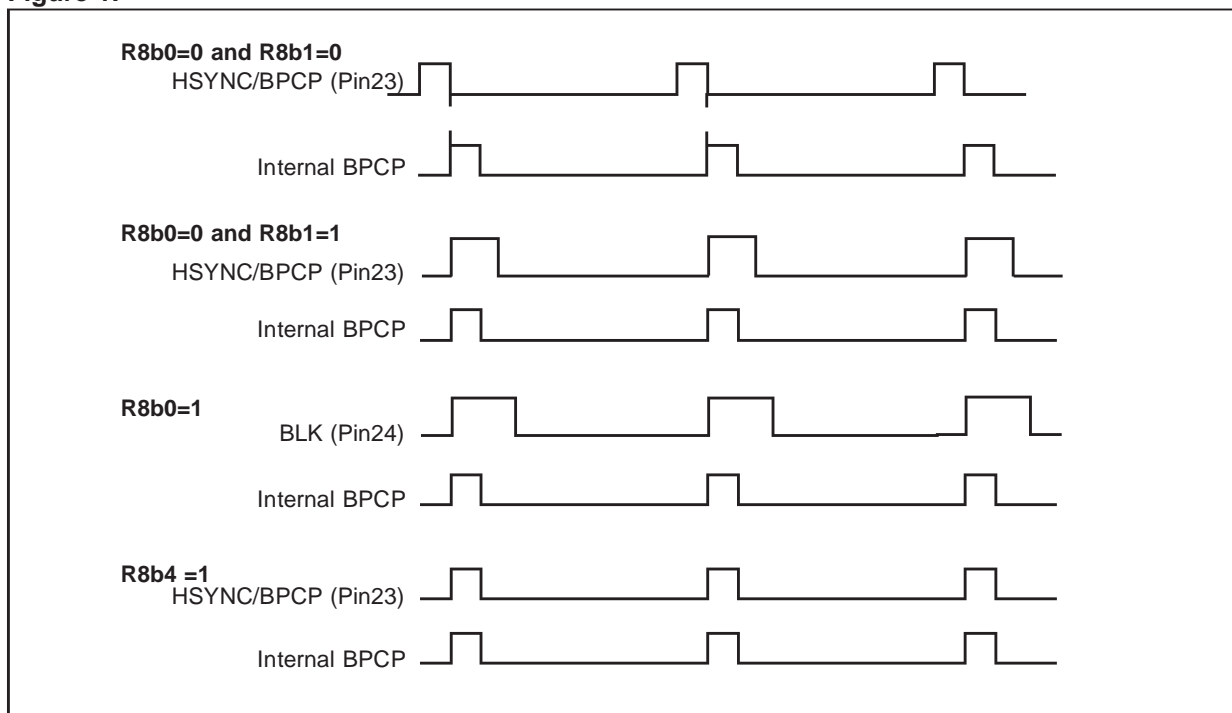 R8b0=0 and R8b1=0
HSYNC/BPCP (Pin23)
Internal BPCP
R8b0=0 and R8b1=1
HSYNC/BPCP (Pin23)
Internal BPCP
R8b0=1
BLK (Pin24)
Internal BPCP
R8b4 =1
HSYNC/BPCP (Pin23)
Internal BPCP